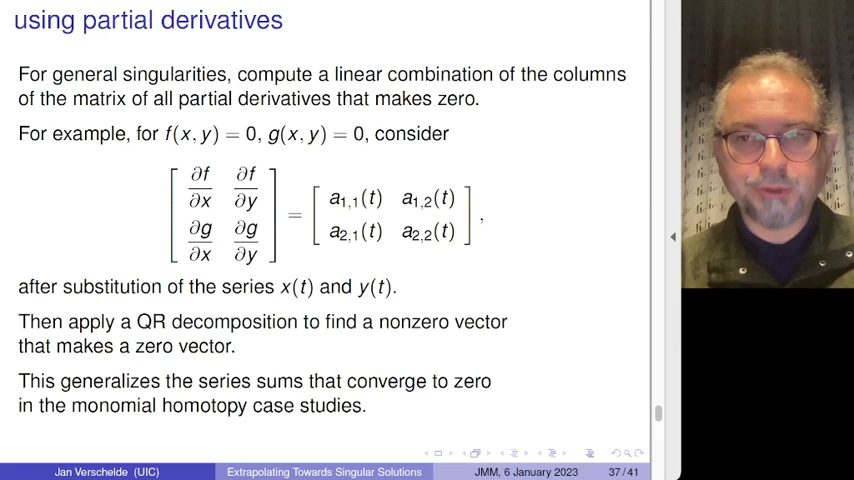 using partial derivatives
For general singularities, compute a linear combination of the columns
of the matrix of all partial derivatives that makes zero.
For example, for f(x, y) = 0, g(x, y) = 0, consider
[ ∂f/∂x ∂f/∂y ; ∂g/∂x ∂g/∂y ] = [ a₁,₁(t) a₁,₂(t) ; a₂,₁(t) a₂,₂(t) ],
after substitution of the series x(t) and y(t).
Then apply a QR decomposition to find a nonzero vector
that makes a zero vector.
This generalizes the series sums that converge to zero
in the monomial homotopy case studies.
Jan Verschelde (UIC) Extrapolating Towards Singular Solutions JMM, 6 January 2023 37 / 41